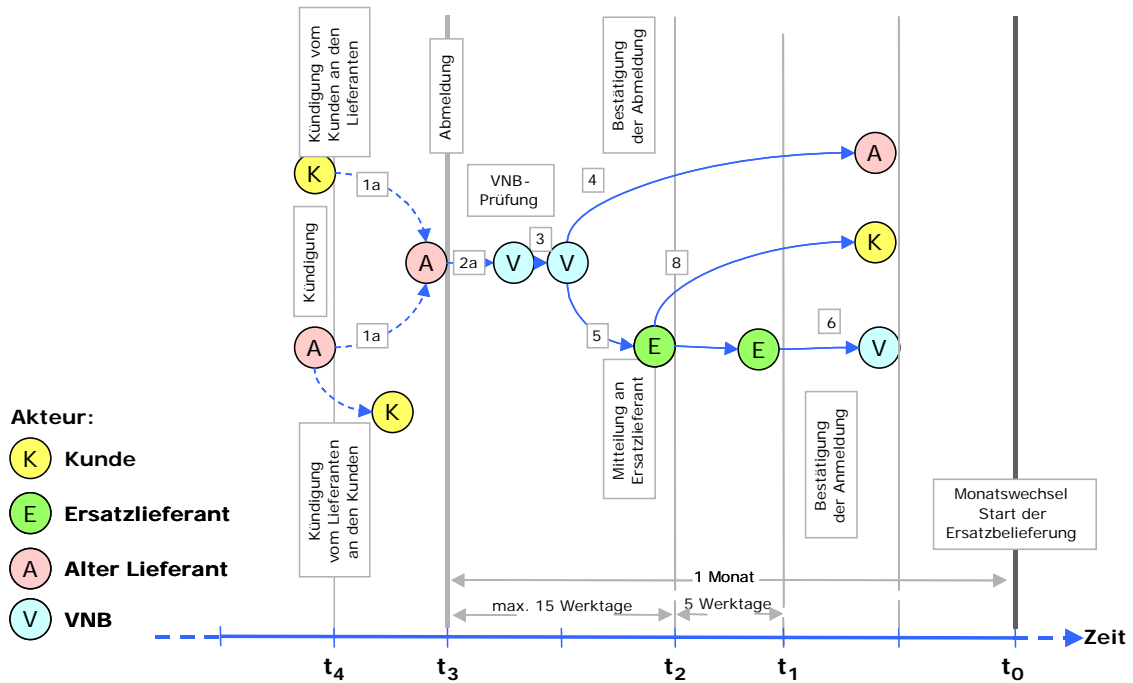 Kündigung vom
Kunden an den
Lieferanten
Abmeldung
Bestätigung
der Abmeldung
K
1a
VNB-
Prüfung
4
A
Kündigung
A
2a
V
3
V
8
K
A
1a
5
E
E
6
V
K
Mitteilung an
Ersatzlieferant
Bestätigung
der Anmeldung
Kündigung
vom Lieferanten
an den Kunden
Akteur:
K Kunde
E Ersatzlieferant
A Alter Lieferant
V VNB
Monatswechsel
Start der
Ersatzbelieferung
1 Monat
max. 15 Werktage
5 Werktage
Zeit
t4
t3
t2
t1
t0